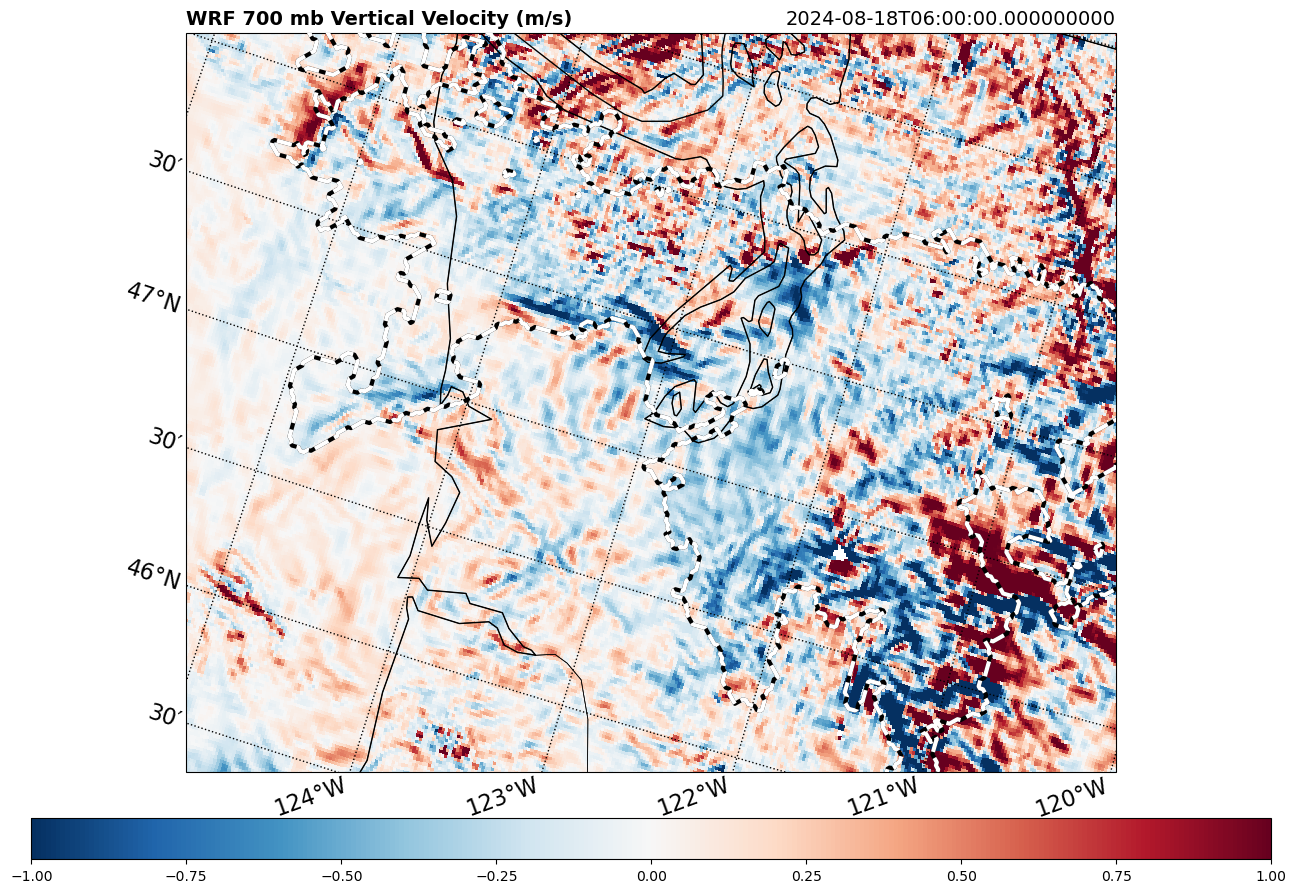 WRF 700 mb Vertical Velocity (m/s)
2024-08-18T06:00:00.000000000
30′
47°N
30′
46°N
30′
124°W
123°W
122°W
121°W
120°W
−1.00
−0.75
−0.50
−0.25
0.00
0.25
0.50
0.75
1.00